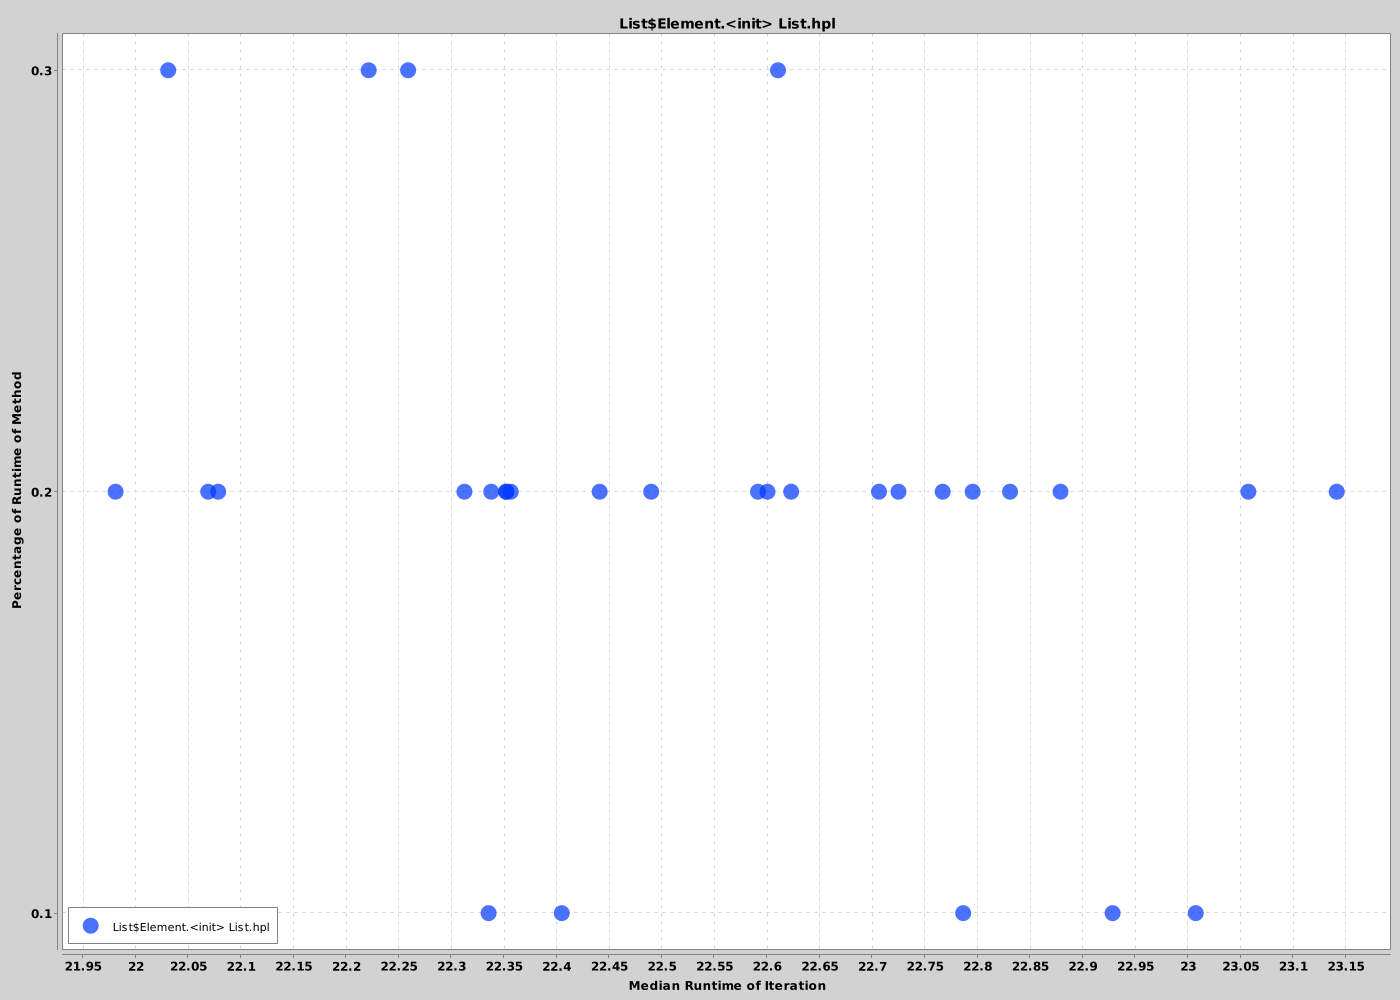 List$Element.<init> List.hpl
0.3
0.2
0.1
Percentage of Runtime of Method
List$Element.<init> List.hpl
21.95 22 22.05 22.1 22.15 22.2 22.25 22.3 22.35 22.4 22.45 22.5 22.55 22.6 22.65 22.7 22.75 22.8 22.85 22.9 22.95 23 23.05 23.1 23.15
Median Runtime of Iteration